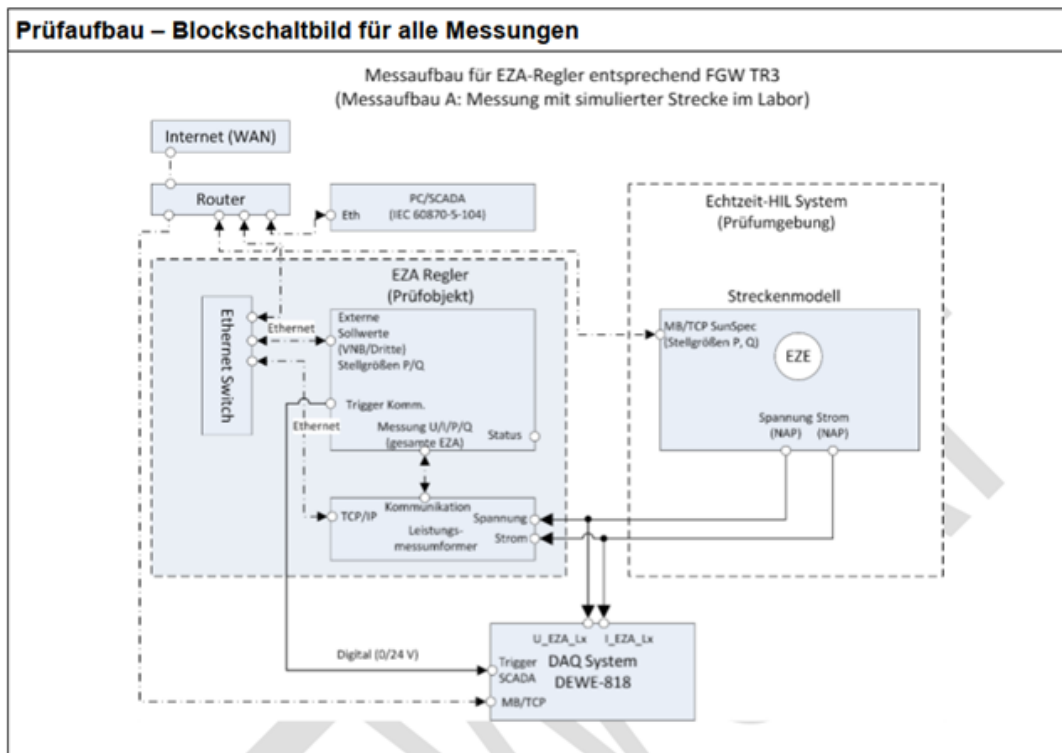 Prüfaufbau – Blockschaltbild für alle Messungen
Messaufbau für EZA-Regler entsprechend FGW TR3
(Messaufbau A: Messung mit simulierter Strecke im Labor)
Internet (WAN)
Router
PC/SCADA
(IEC 60870-5-104)
Eth
Echtzeit-HIL System
(Prüfumgebung)
EZA Regler
(Prüfobjekt)
Ethernet Switch
Ethernet
Externe
Sollwerte
(VNB/Dritte)
Stellgrößen P/Q
Trigger Komm.
Ethernet
Messung U/I/P/Q
(gesamte EZA)
Status
Streckenmodell
MB/TCP SunSpec
(Stellgrößen P, Q)
EZE
Spannung Strom
(NAP) (NAP)
Kommunikation
TCP/IP
Spannung
Leistungs-
messumformer
Strom
Digital (0/24 V)
U_EZA_Lx I_EZA_Lx
Trigger
SCADA
DAQ System
DEWE-818
MB/TCP